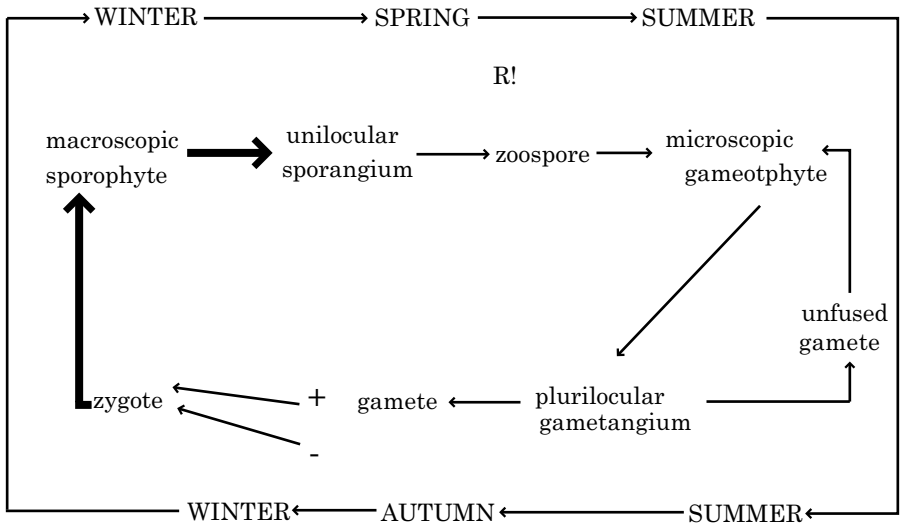 WINTER SPRING SUMMER
R!
macroscopic
sporophyte
unilocular
sporangium
zoospore
microscopic
gameotphyte
unfused
gamete
zygote
+
-
gamete
plurilocular
gametangium
WINTER AUTUMN SUMMER